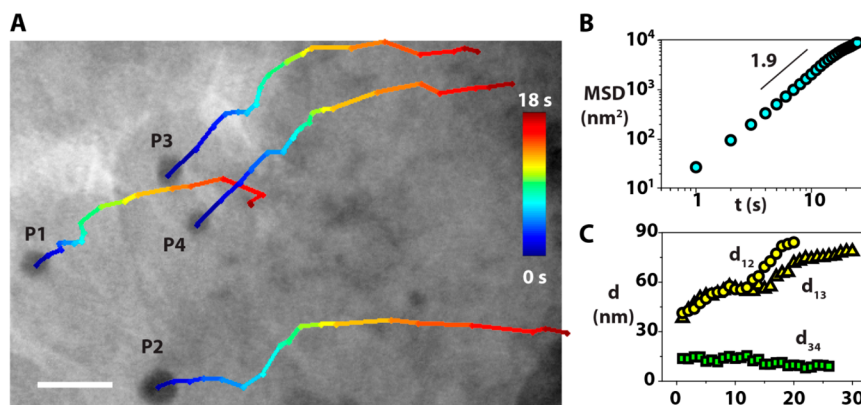 A
P3
18 s
P1
P4
0 s
P2
B
10⁴
1.9
MSD
10³
(nm²)
10²
10¹
1
10
t (s)
C
90
d₁₂
60
d
d₁₃
(nm)
30
d₃₄
0
0
10
20
30